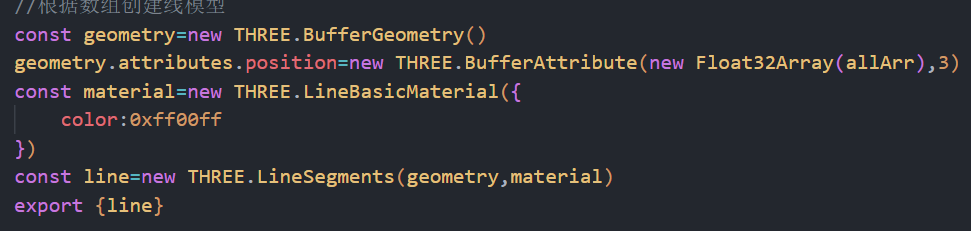 //根据数组创建线模型
const geometry=new THREE.BufferGeometry()
geometry.attributes.position=new THREE.BufferAttribute(new Float32Array(allArr),3)
const material=new THREE.LineBasicMaterial({
    color:0xff00ff
})
const line=new THREE.LineSegments(geometry,material)
export {line}